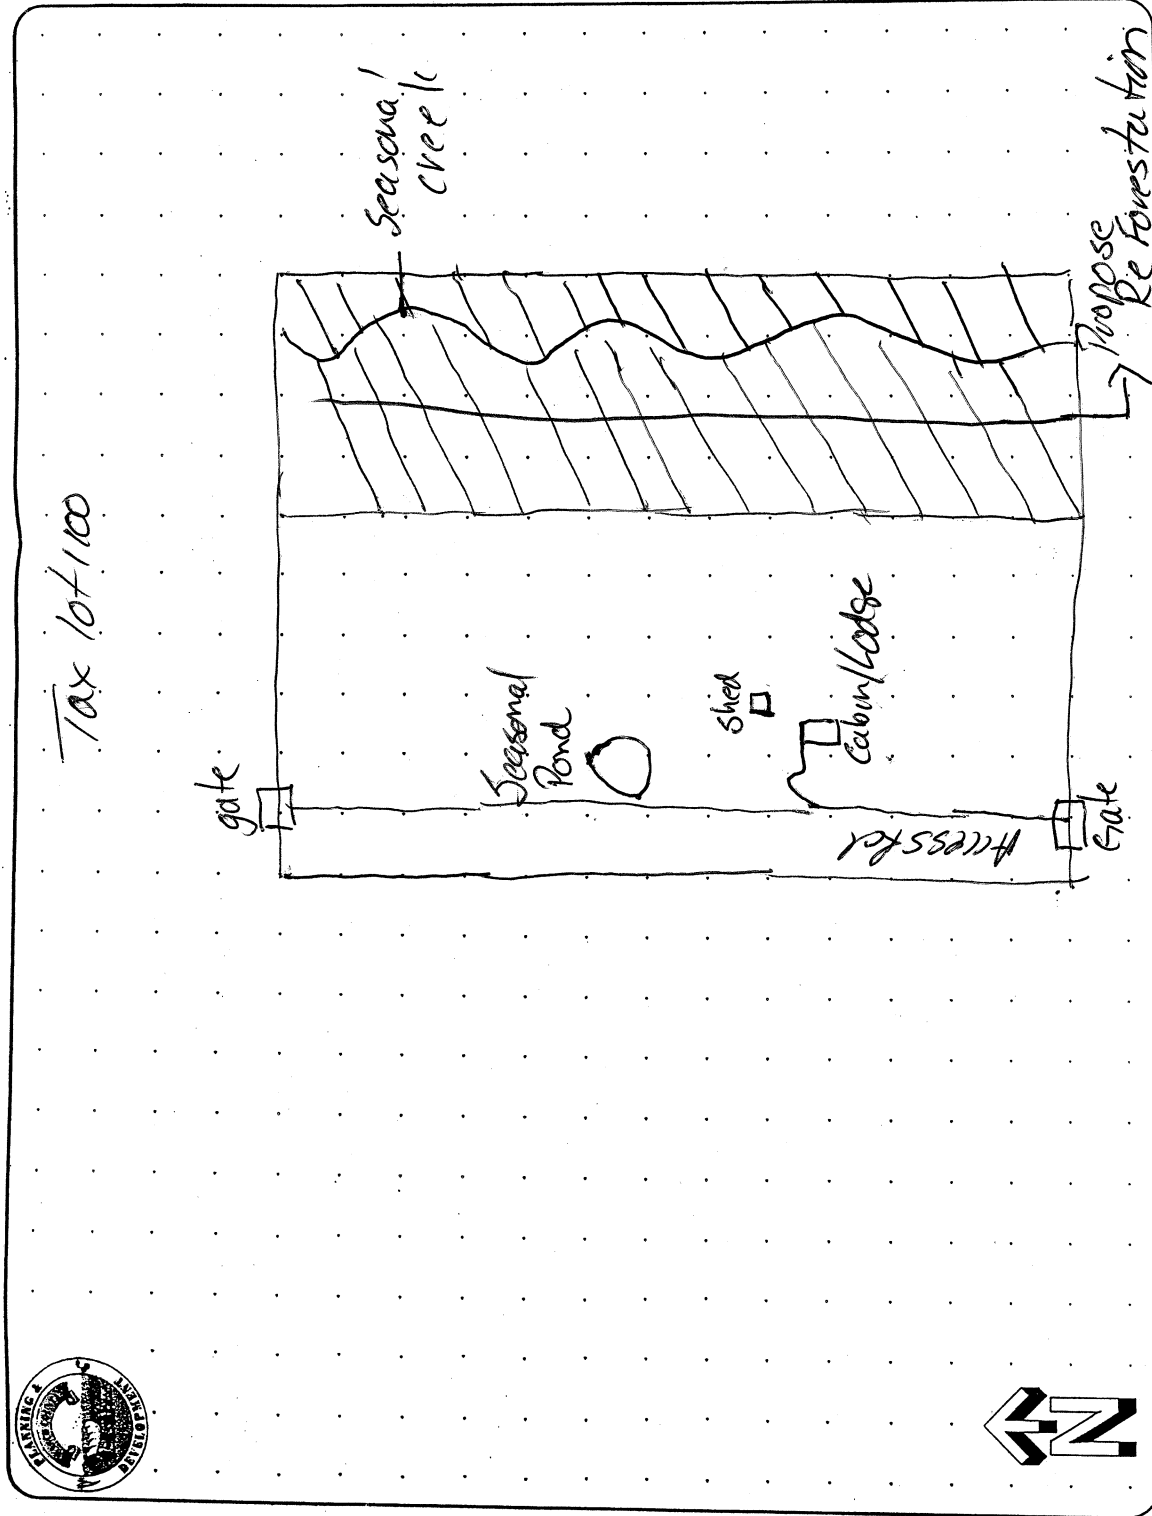 Tax lot 1100
gate
Seasonal
creek
Seasonal
Pond
Shed
Cabin/Lodge
Access Rd
Gate
Propose
Re Forestation
PLANNING &
DEVELOPMENT
N